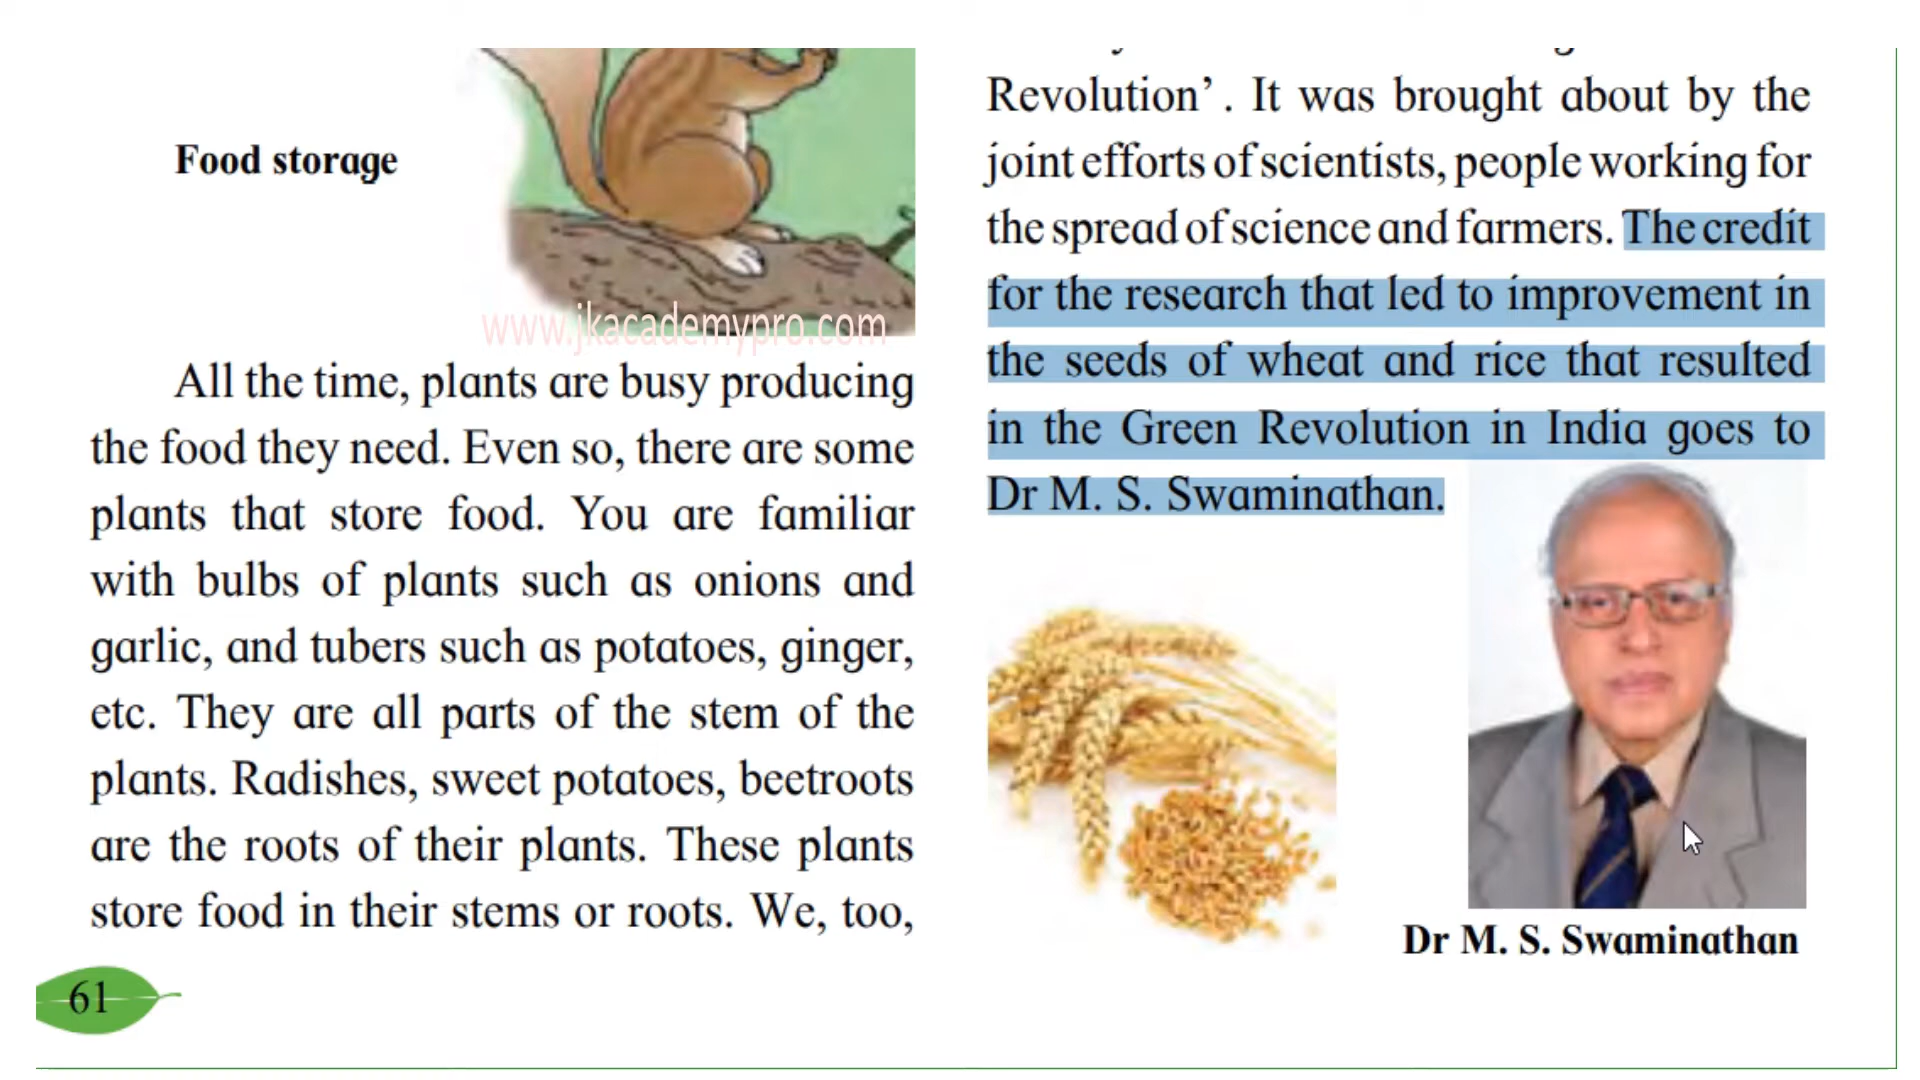 Food storage
www.jkacademypro.com
All the time, plants are busy producing
the food they need. Even so, there are some
plants that store food. You are familiar
with bulbs of plants such as onions and
garlic, and tubers such as potatoes, ginger,
etc. They are all parts of the stem of the
plants. Radishes, sweet potatoes, beetroots
are the roots of their plants. These plants
store food in their stems or roots. We, too,
61
Revolution’ . It was brought about by the
joint efforts of scientists, people working for
the spread of science and farmers. The credit
for the research that led to improvement in
the seeds of wheat and rice that resulted
in the Green Revolution in India goes to
Dr M. S. Swaminathan.
Dr M. S. Swaminathan